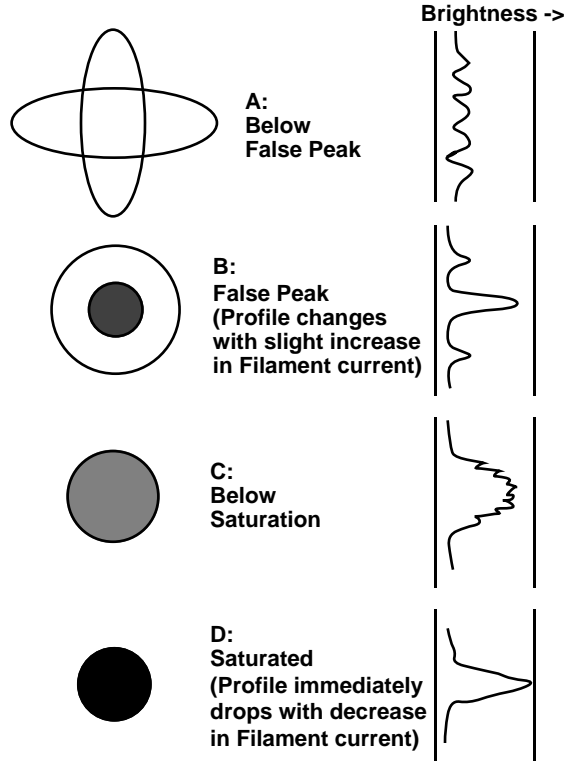 Brightness ->
A:
Below
False Peak
B:
False Peak
(Profile changes
with slight increase
in Filament current)
C:
Below
Saturation
D:
Saturated
(Profile immediately
drops with decrease
in Filament current)